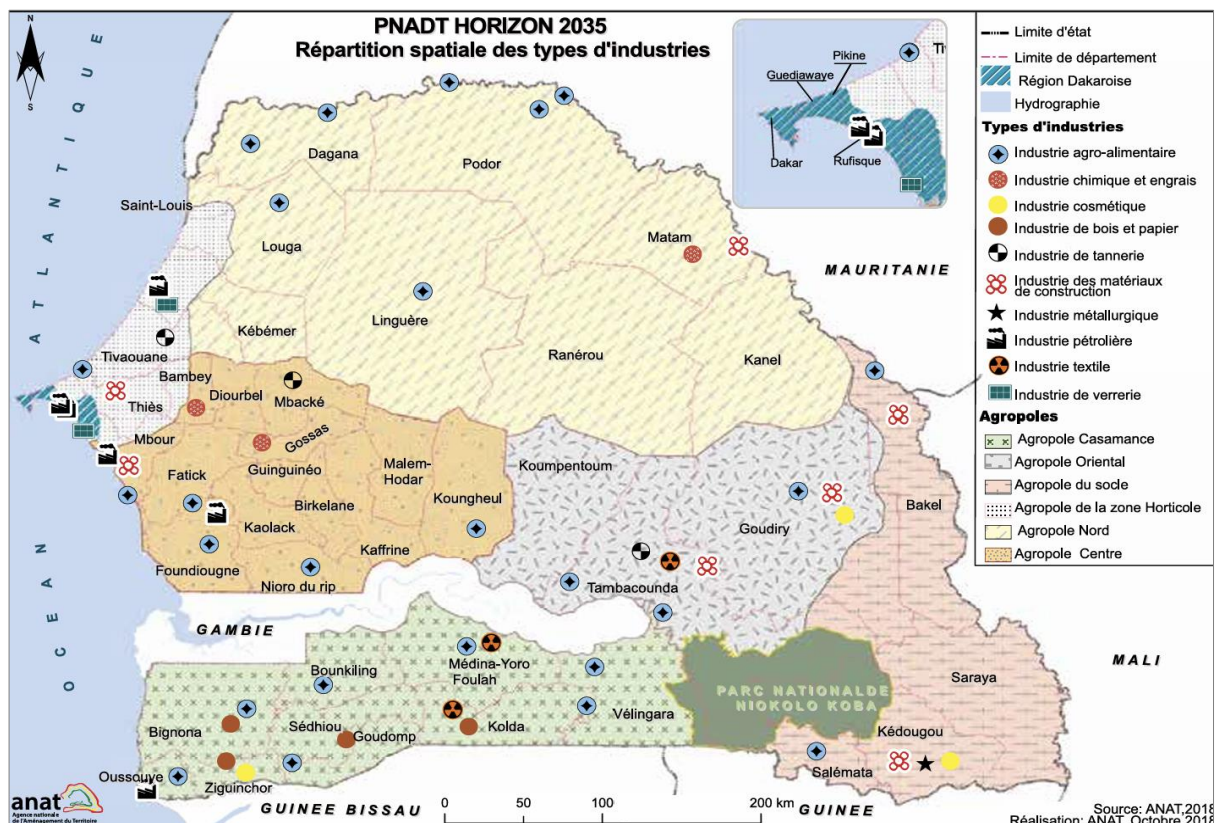 PNADT HORIZON 2035
Répartition spatiale des types d'industries
N
S
OCEAN ATLANTIQUE
Pikine
Guediawaye
Dakar
Rufisque
Tiv
Limite d'état
Limite de département
Région Dakaroise
Hydrographie
Types d'industries
Industrie agro-alimentaire
Industrie chimique et engrais
Industrie cosmétique
Industrie de bois et papier
Industrie de tannerie
Industrie des matériaux
de construction
Industrie métallurgique
Industrie pétrolière
Industrie textile
Industrie de verrerie
Agropoles
Agropole Casamance
Agropole Oriental
Agropole du socle
Agropole de la zone Horticole
Agropole Nord
Agropole Centre
Dagana
Podor
Saint-Louis
Louga
Matam
MAURITANIE
Linguère
Kébémer
Ranérou
Kanel
Tivaouane
Bambey
Diourbel
Mbacké
Thiès
Mbour
Gossas
Fatick
Guinguinéo
Malem-
Hodar
Koumpentoum
Birkelane
Koungheul
Goudiry
Bakel
Kaolack
Kaffrine
Foundiougne
Nioro du rip
Tambacounda
GAMBIE
MALI
Médina-Yoro
Foulah
Bounkiling
Saraya
PARC NATIONALDE
NIOKOLO KOBA
Vélingara
Bignona
Sédhiou
Goudomp
Kolda
Kédougou
Salémata
Oussouye
Ziguinchor
GUINEE BISSAU
GUINEE
0 50 100 200 km
anat
Agence nationale
de l'Aménagement du Territoire
Source: ANAT,2018
Réalisation: ANAT, Octobre 2018